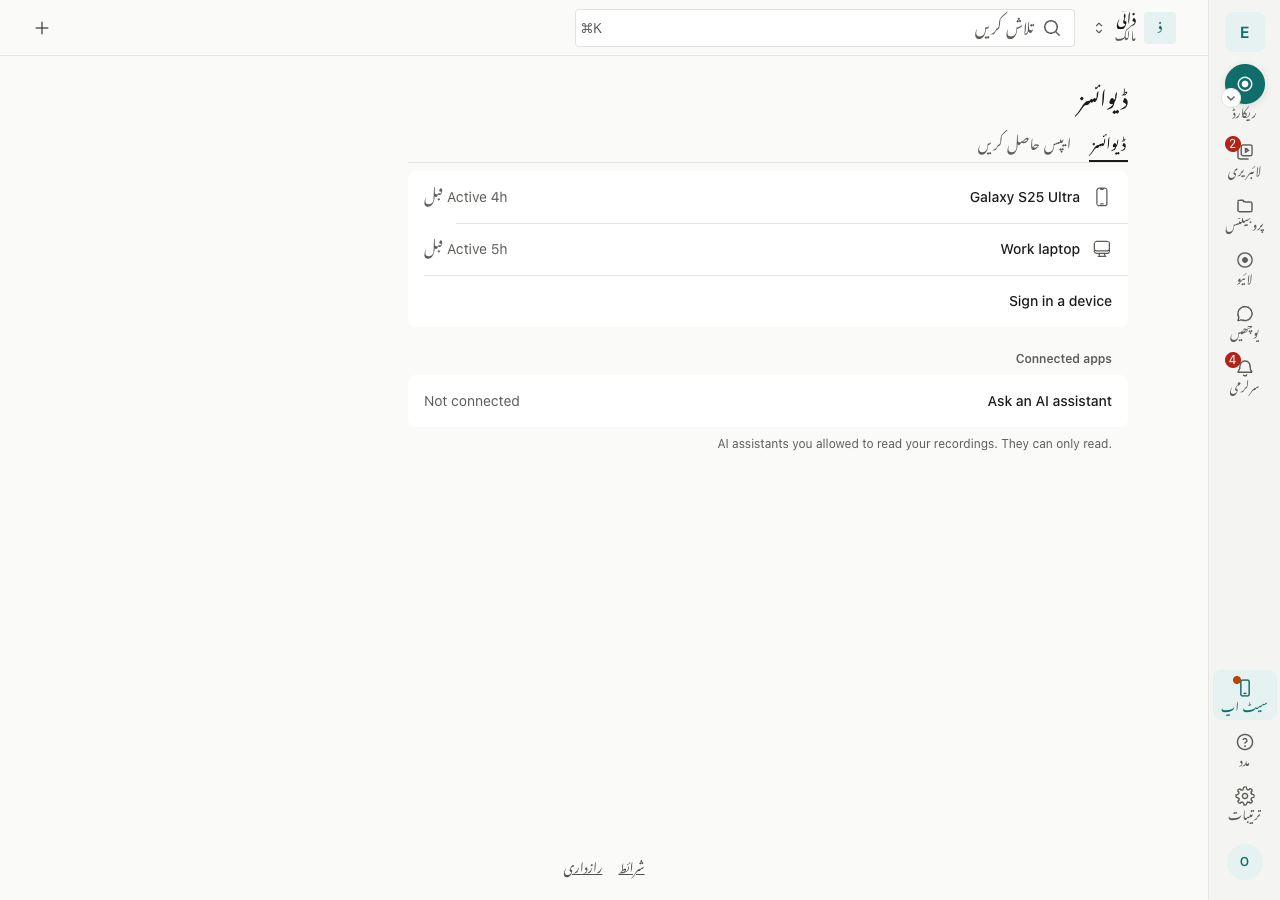 E
ریکارڈ
2
لائبریری
پروجیکٹس
لائیو
پوچھیں
4
سرگرمی
سیٹ اپ
مدد
ترتیبات
O
ذ
ذاتی
مالک
تلاش کریں
⌘K
ڈیوائسز
ڈیوائسز
ایپس حاصل کریں
Galaxy S25 Ultra
Active 4h قبل
Work laptop
Active 5h قبل
Sign in a device
Connected apps
Ask an AI assistant
Not connected
AI assistants you allowed to read your recordings. They can only read.
شرائط
رازداری